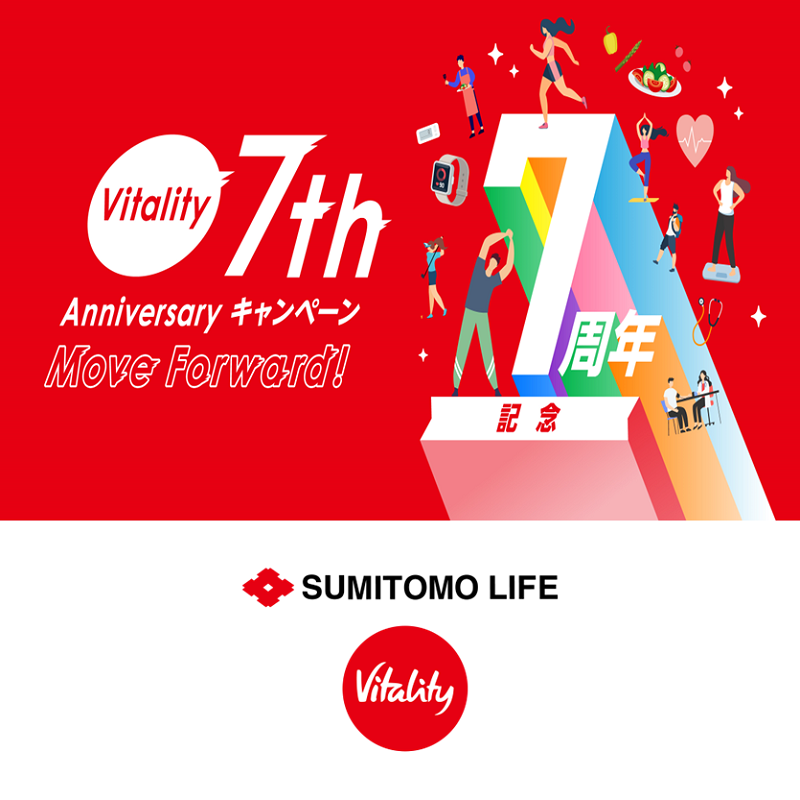 Vitality 7th
Anniversary キャンペーン
Move Forward!
7周年
記念
SUMITOMO LIFE
Vitality